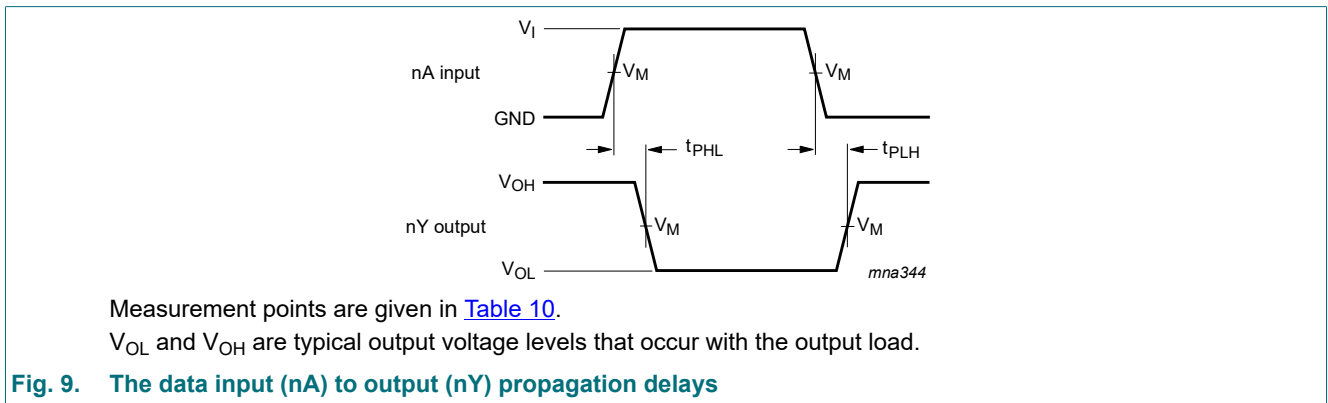 V_I
nA input
V_M
V_M
GND
t_PHL
t_PLH
V_OH
nY output
V_M
V_M
V_OL
mna344
Measurement points are given in Table 10.
V_OL and V_OH are typical output voltage levels that occur with the output load.
Fig. 9. The data input (nA) to output (nY) propagation delays